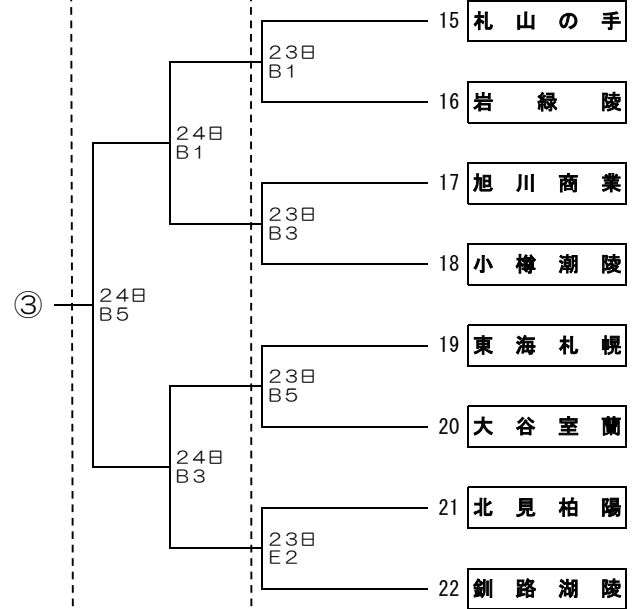 15 札山の手
23日
B1
16 岩緑陵
24日
B1
17 旭川商業
23日
B3
18 小樽潮陵
③
24日
B5
19 東海札幌
23日
B5
20 大谷室蘭
24日
B3
21 北見柏陽
23日
E2
22 釧路湖陵